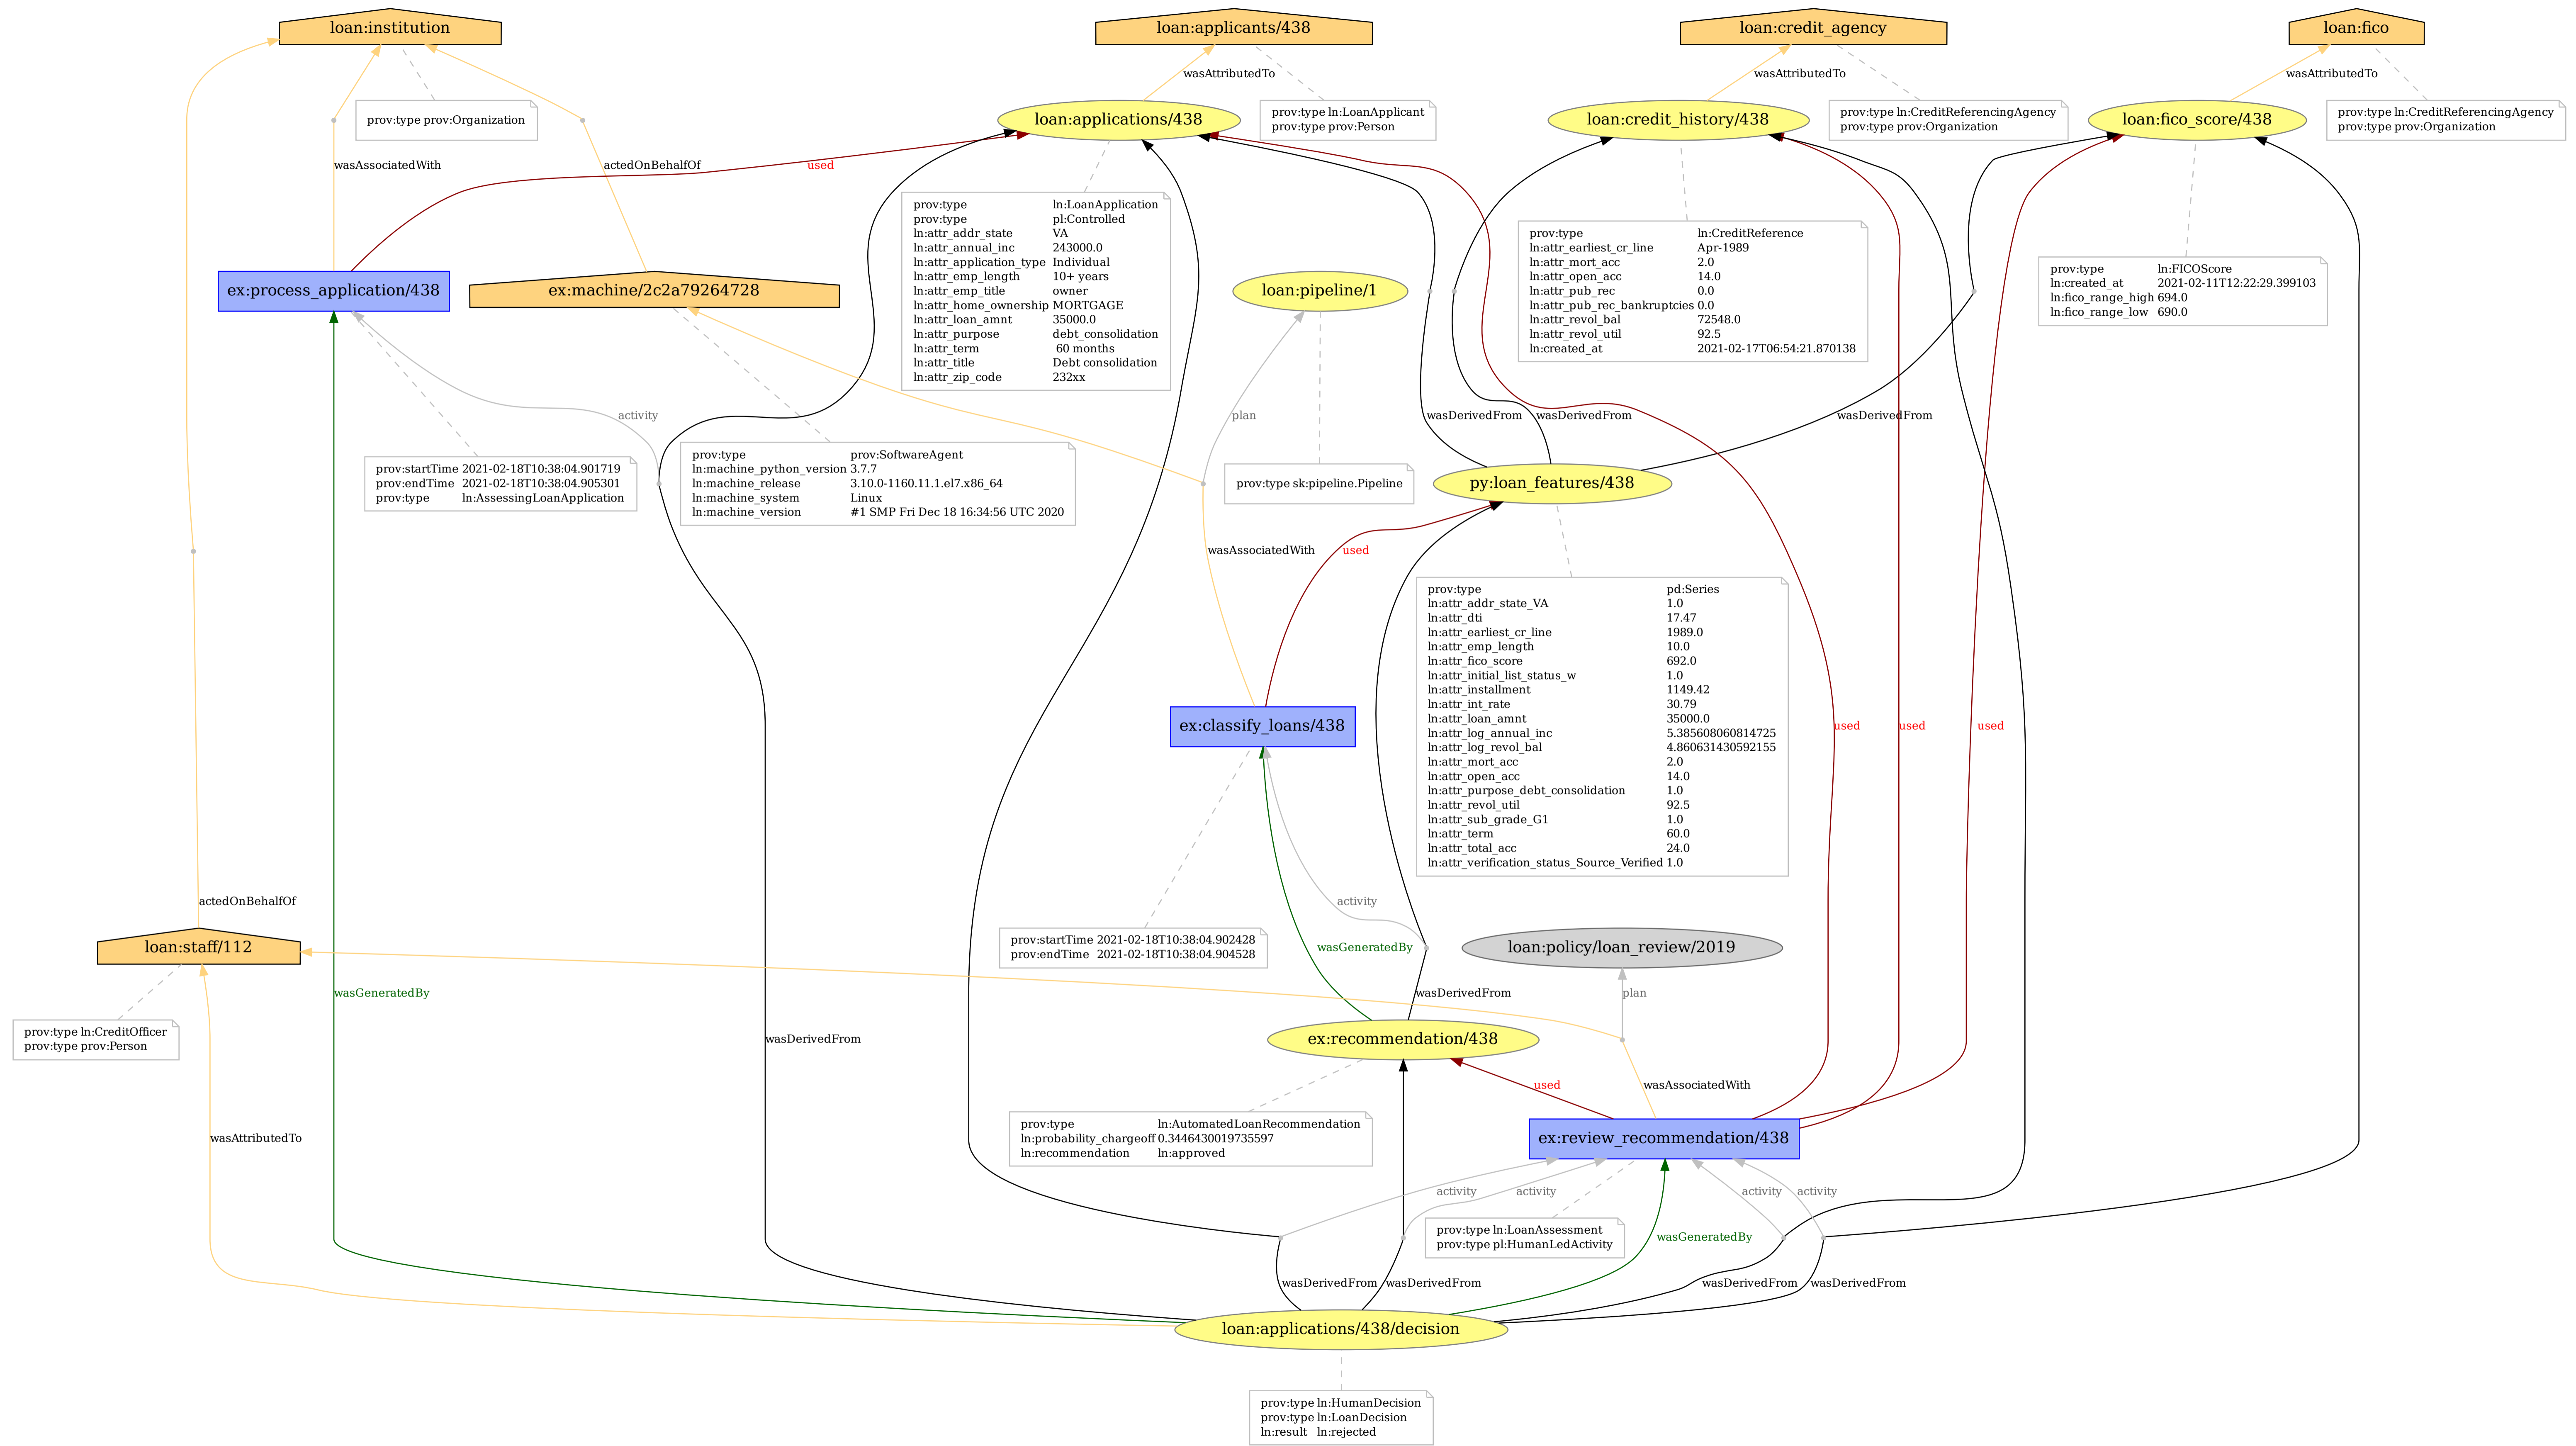 loan:institution
loan:applicants/438
loan:credit_agency
loan:fico
wasAttributedTo
wasAttributedTo
wasAttributedTo
prov:type prov:Organization
loan:applications/438
prov:type ln:LoanApplicant
prov:type prov:Person
loan:credit_history/438
prov:type ln:CreditReferencingAgency
prov:type prov:Organization
loan:fico_score/438
prov:type ln:CreditReferencingAgency
prov:type prov:Organization
wasAssociatedWith
actedOnBehalfOf
used
prov:type ln:LoanApplication
prov:type pl:Controlled
ln:attr_addr_state VA
ln:attr_annual_inc 243000.0
ln:attr_application_type Individual
ln:attr_emp_length 10+ years
ln:attr_emp_title owner
ln:attr_home_ownership MORTGAGE
ln:attr_loan_amnt 35000.0
ln:attr_purpose debt_consolidation
ln:attr_term 60 months
ln:attr_title Debt consolidation
ln:attr_zip_code 232xx
prov:type ln:CreditReference
ln:attr_earliest_cr_line Apr-1989
ln:attr_mort_acc 2.0
ln:attr_open_acc 14.0
ln:attr_pub_rec 0.0
ln:attr_pub_rec_bankruptcies 0.0
ln:attr_revol_bal 72548.0
ln:attr_revol_util 92.5
ln:created_at 2021-02-17T06:54:21.870138
prov:type ln:FICOScore
ln:created_at 2021-02-11T12:22:29.399103
ln:fico_range_high 694.0
ln:fico_range_low 690.0
ex:process_application/438
ex:machine/2c2a79264728
loan:pipeline/1
activity
plan
wasDerivedFrom
wasDerivedFrom
wasDerivedFrom
prov:startTime 2021-02-18T10:38:04.901719
prov:endTime 2021-02-18T10:38:04.905301
prov:type ln:AssessingLoanApplication
prov:type prov:SoftwareAgent
ln:machine_python_version 3.7.7
ln:machine_release 3.10.0-1160.11.1.el7.x86_64
ln:machine_system Linux
ln:machine_version #1 SMP Fri Dec 18 16:34:56 UTC 2020
prov:type sk:pipeline.Pipeline
py:loan_features/438
wasAssociatedWith
used
prov:type pd:Series
ln:attr_addr_state_VA 1.0
ln:attr_dti 17.47
ln:attr_earliest_cr_line 1989.0
ln:attr_emp_length 10.0
ln:attr_fico_score 692.0
ln:attr_initial_list_status_w 1.0
ln:attr_installment 1149.42
ln:attr_int_rate 30.79
ln:attr_loan_amnt 35000.0
ln:attr_log_annual_inc 5.385608060814725
ln:attr_log_revol_bal 4.860631430592155
ln:attr_mort_acc 2.0
ln:attr_open_acc 14.0
ln:attr_purpose_debt_consolidation 1.0
ln:attr_revol_util 92.5
ln:attr_sub_grade_G1 1.0
ln:attr_term 60.0
ln:attr_total_acc 24.0
ln:attr_verification_status_Source_Verified 1.0
ex:classify_loans/438
used
used
used
actedOnBehalfOf
activity
loan:staff/112
prov:startTime 2021-02-18T10:38:04.902428
prov:endTime 2021-02-18T10:38:04.904528
wasGeneratedBy
loan:policy/loan_review/2019
wasGeneratedBy
wasDerivedFrom
plan
prov:type ln:CreditOfficer
prov:type prov:Person
wasDerivedFrom
ex:recommendation/438
used
wasAssociatedWith
prov:type ln:AutomatedLoanRecommendation
ln:probability_chargeoff 0.3446430019735597
ln:recommendation ln:approved
wasAttributedTo
ex:review_recommendation/438
activity
activity
activity
activity
prov:type ln:LoanAssessment
prov:type pl:HumanLedActivity
wasGeneratedBy
wasDerivedFrom
wasDerivedFrom
wasDerivedFrom
wasDerivedFrom
loan:applications/438/decision
prov:type ln:HumanDecision
prov:type ln:LoanDecision
ln:result ln:rejected